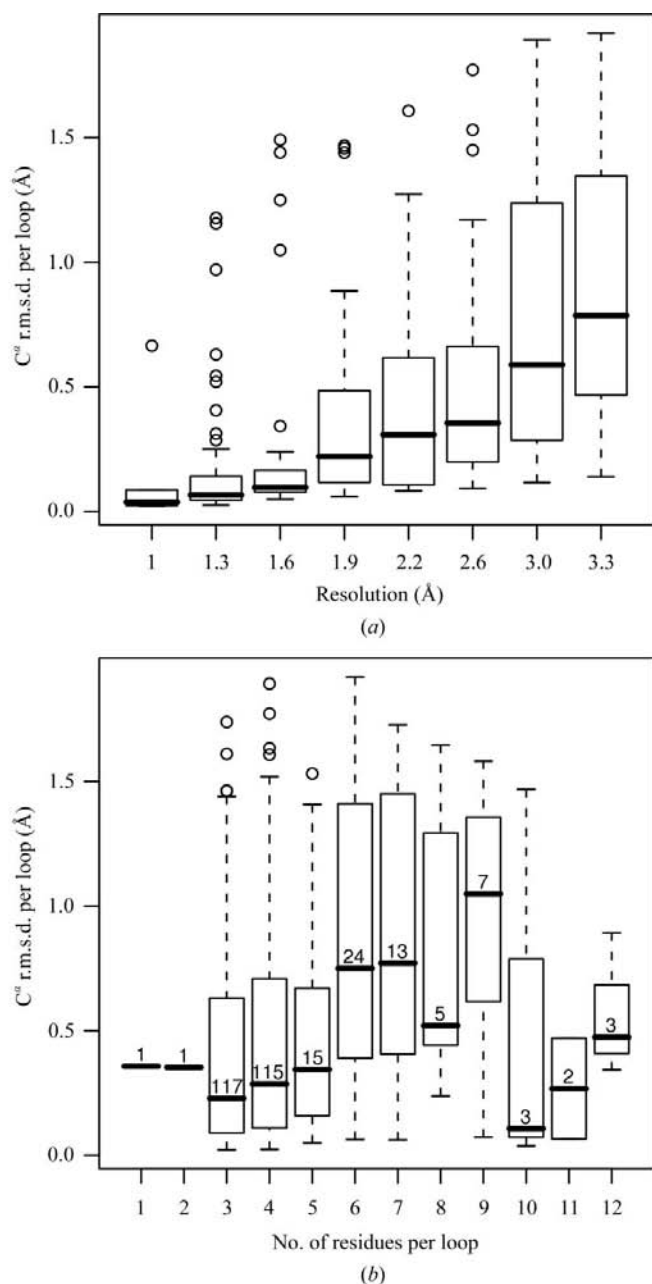 1.5
1.0
0.5
0.0
Cα r.m.s.d. per loop (Å)
1 1.3 1.6 1.9 2.2 2.6 3.0 3.3
Resolution (Å)
(a)
1.5
1.0
0.5
0.0
Cα r.m.s.d. per loop (Å)
1 1 117 115 15 24 13 5 7 3 2 3
1 2 3 4 5 6 7 8 9 10 11 12
No. of residues per loop
(b)